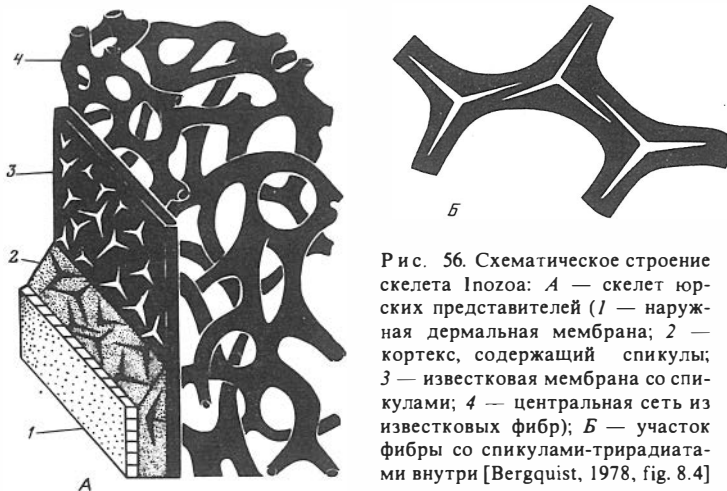 4
3
2
1
А
Б
Рис. 56. Схематическое строение
скелета Inozoa: А — скелет юр-
ских представителей (1 — наруж-
ная дермальная мембрана; 2 —
кортекс, содержащий спикулы;
3 — известковая мембрана со спи-
кулами; 4 — центральная сеть из
известковых фибр); Б — участок
фибры со спикулами-трирадиата-
ми внутри [Bergquist, 1978, fig. 8.4]